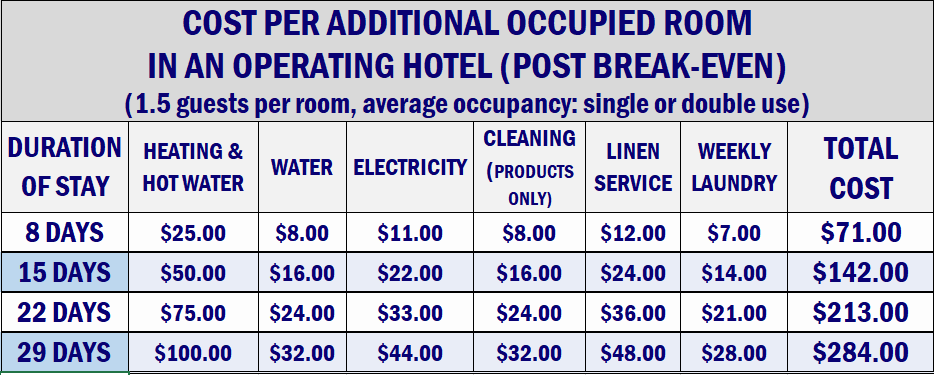 COST PER ADDITIONAL OCCUPIED ROOM
IN AN OPERATING HOTEL (POST BREAK-EVEN)
(1.5 guests per room, average occupancy: single or double use)
DURATION OF STAY HEATING & HOT WATER WATER ELECTRICITY CLEANING (PRODUCTS ONLY) LINEN SERVICE WEEKLY LAUNDRY TOTAL COST
8 DAYS $25.00 $8.00 $11.00 $8.00 $12.00 $7.00 $71.00
15 DAYS $50.00 $16.00 $22.00 $16.00 $24.00 $14.00 $142.00
22 DAYS $75.00 $24.00 $33.00 $24.00 $36.00 $21.00 $213.00
29 DAYS $100.00 $32.00 $44.00 $32.00 $48.00 $28.00 $284.00